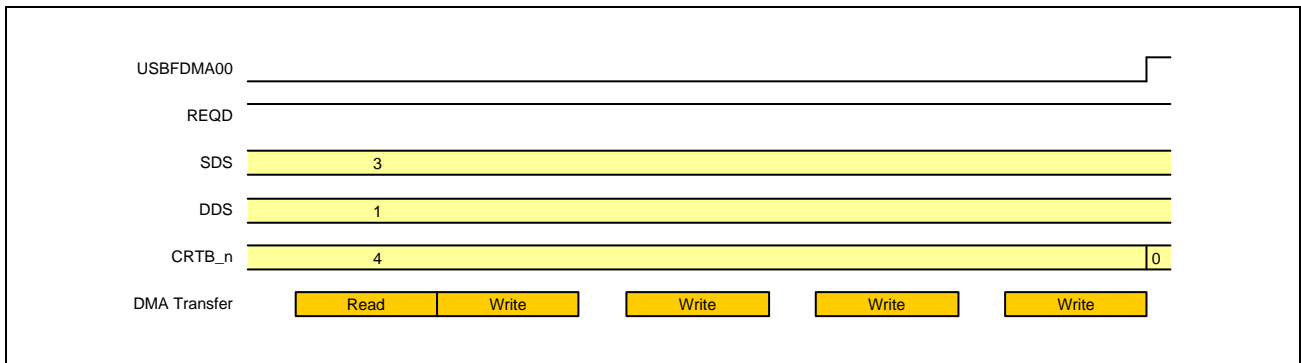 USBFDMA00
REQD
SDS 3
DDS 1
CRTB_n 4 0
DMA Transfer Read Write Write Write Write